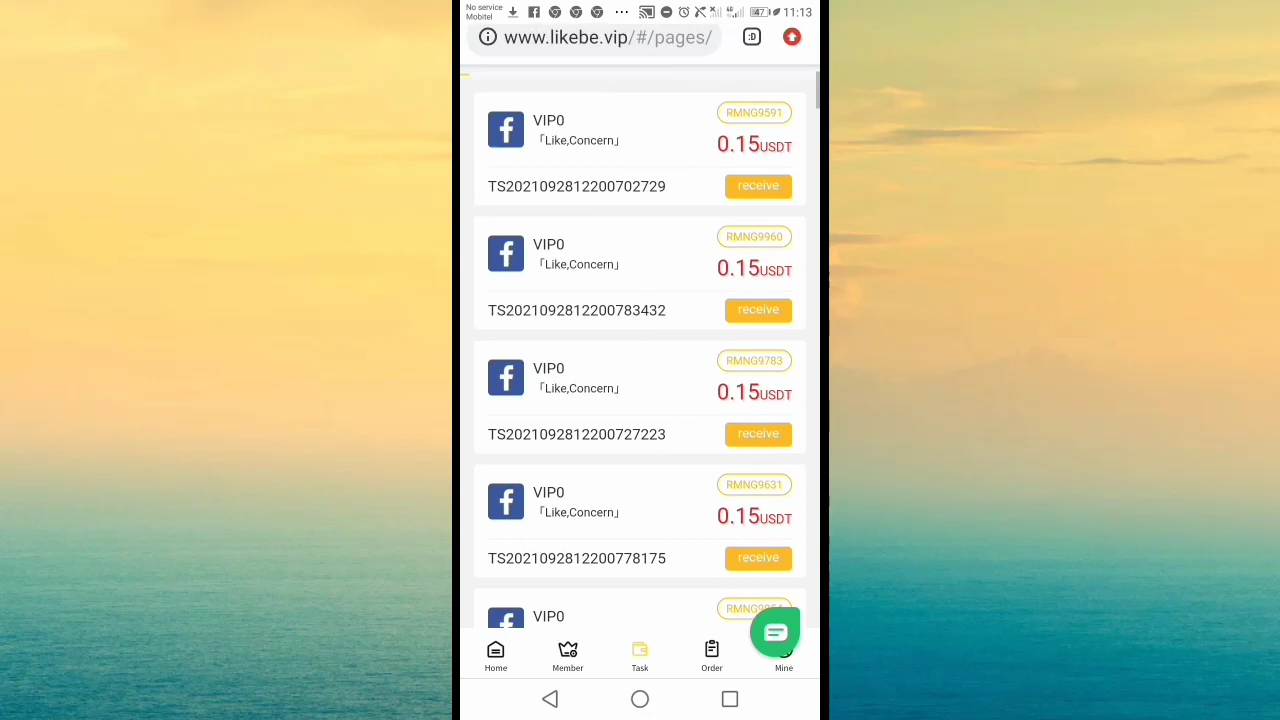 No service
Mobitel
47
11:13
www.likebe.vip/#/pages/
:D
VIP0
「Like,Concern」
RMNG9591
0.15USDT
TS2021092812200702729
receive
VIP0
「Like,Concern」
RMNG9960
0.15USDT
TS2021092812200783432
receive
VIP0
「Like,Concern」
RMNG9783
0.15USDT
TS2021092812200727223
receive
VIP0
「Like,Concern」
RMNG9631
0.15USDT
TS2021092812200778175
receive
VIP0
Home
Member
Task
Order
Mine